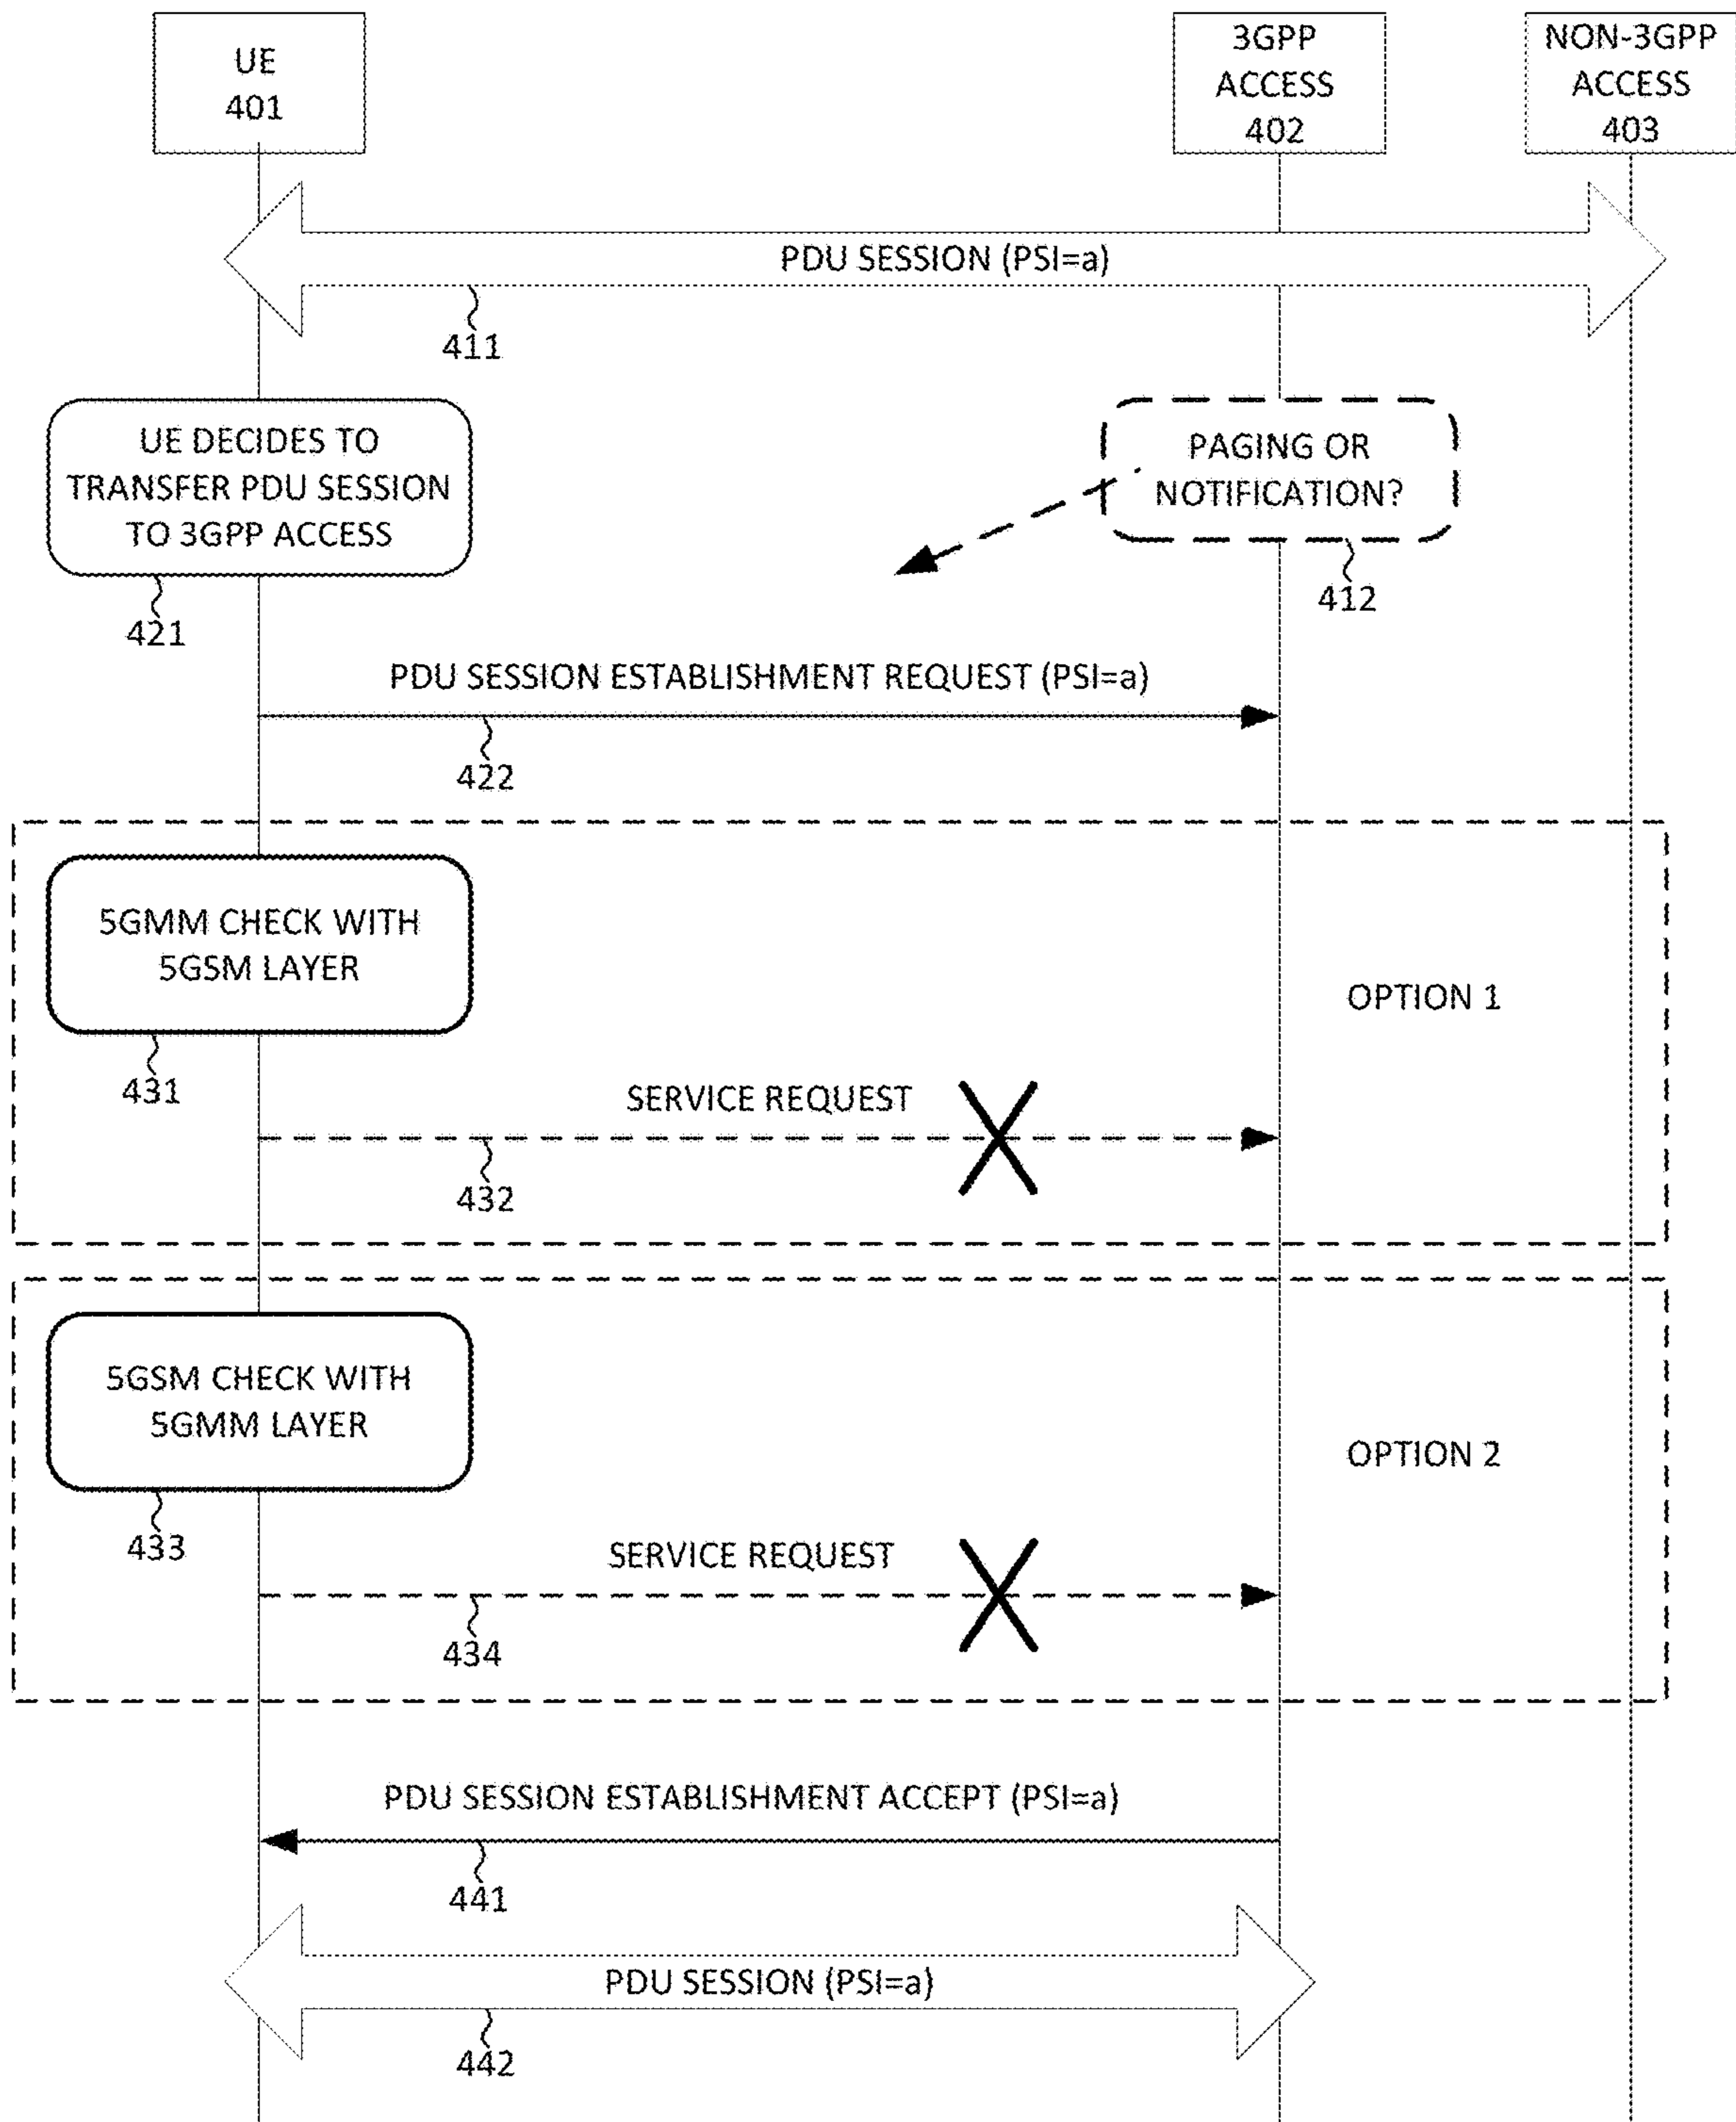 UE
401
3GPP
ACCESS
402
NON-3GPP
ACCESS
403
PDU SESSION (PSI=a)
411
UE DECIDES TO
TRANSFER PDU SESSION
TO 3GPP ACCESS
421
PAGING OR
NOTIFICATION?
412
PDU SESSION ESTABLISHMENT REQUEST (PSI=a)
422
5GMM CHECK WITH
5GSM LAYER
431
OPTION 1
SERVICE REQUEST
432
5GSM CHECK WITH
5GMM LAYER
433
OPTION 2
SERVICE REQUEST
434
PDU SESSION ESTABLISHMENT ACCEPT (PSI=a)
441
PDU SESSION (PSI=a)
442